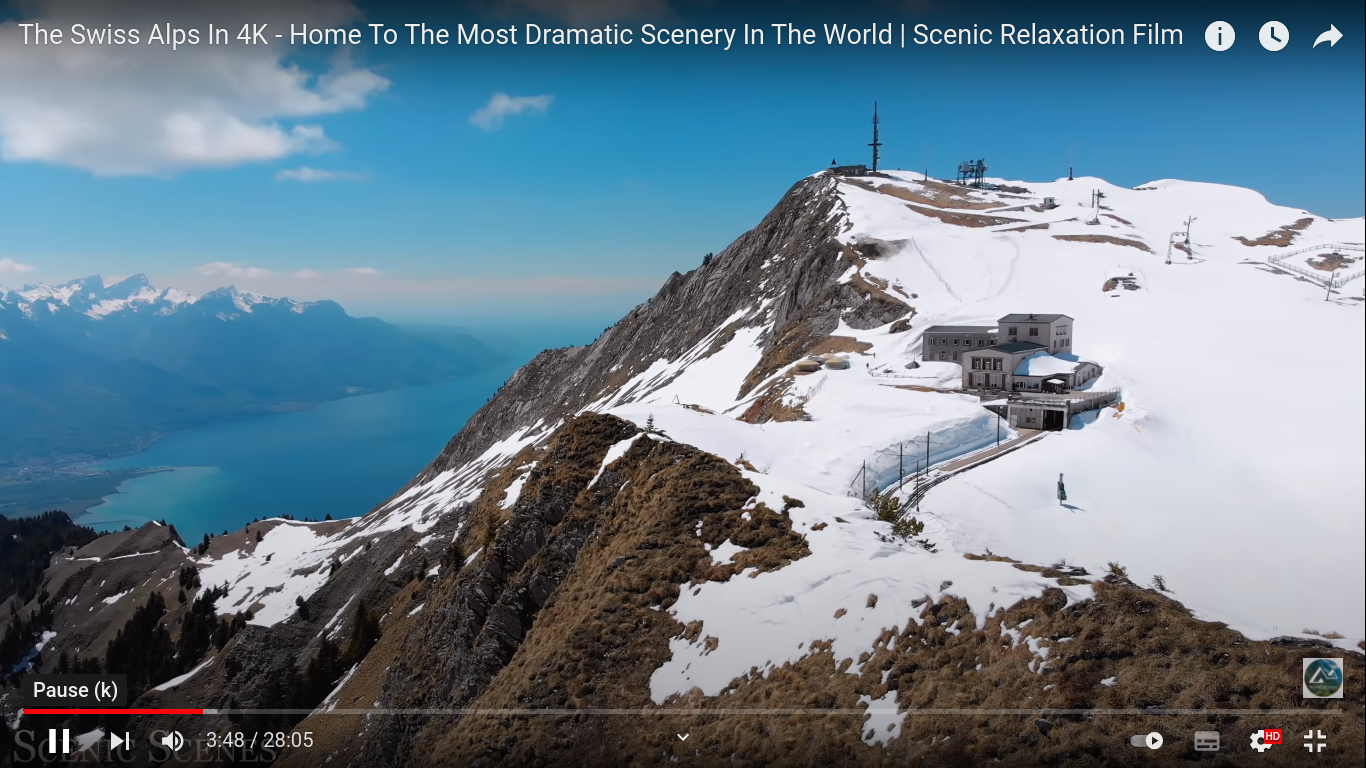 The Swiss Alps In 4K - Home To The Most Dramatic Scenery In The World | Scenic Relaxation Film
Pause (k)
SCENIC SCENES
3:48 / 28:05
HD